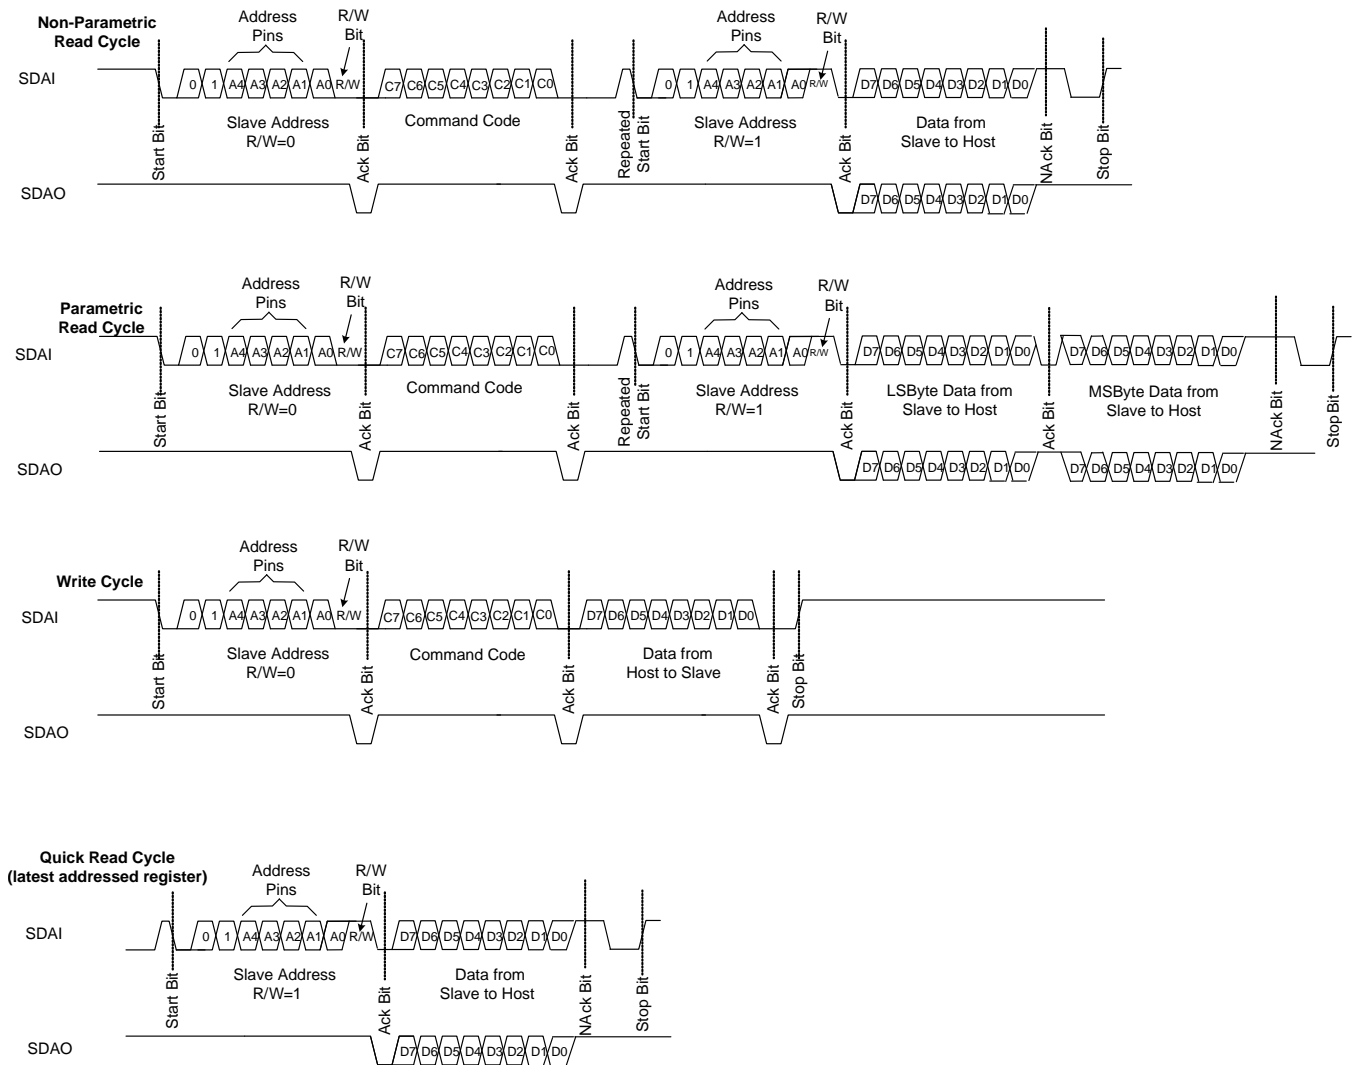 Non-Parametric
Read Cycle
Address
Pins
R/W
Bit
R/W
Bit
Address
Pins
SDAI
0 1 A4 A3 A2 A1 A0 R/W
C7 C6 C5 C4 C3 C2 C1 C0
0 1 A4 A3 A2 A1 A0 R/W
D7 D6 D5 D4 D3 D2 D1 D0
Start Bit
Slave Address
R/W=0
Ack Bit
Command Code
Ack Bit
Repeated
Start Bit
Slave Address
R/W=1
Ack Bit
Data from
Slave to Host
NAck Bit
Stop Bit
SDAO
D7 D6 D5 D4 D3 D2 D1 D0
Parametric
Read Cycle
Address
Pins
R/W
Bit
Address
Pins
R/W
Bit
SDAI
0 1 A4 A3 A2 A1 A0 R/W
C7 C6 C5 C4 C3 C2 C1 C0
0 1 A4 A3 A2 A1 A0 R/W
D7 D6 D5 D4 D3 D2 D1 D0
D7 D6 D5 D4 D3 D2 D1 D0
Start Bit
Slave Address
R/W=0
Ack Bit
Command Code
Ack Bit
Repeated
Start Bit
Slave Address
R/W=1
Ack Bit
LSByte Data from
Slave to Host
Ack Bit
MSByte Data from
Slave to Host
NAck Bit
Stop Bit
SDAO
D7 D6 D5 D4 D3 D2 D1 D0
D7 D6 D5 D4 D3 D2 D1 D0
Write Cycle
Address
Pins
R/W
Bit
SDAI
0 1 A4 A3 A2 A1 A0 R/W
C7 C6 C5 C4 C3 C2 C1 C0
D7 D6 D5 D4 D3 D2 D1 D0
Start Bit
Slave Address
R/W=0
Ack Bit
Command Code
Ack Bit
Data from
Host to Slave
Ack Bit
Stop Bit
SDAO
Quick Read Cycle
(latest addressed register)
Address
Pins
R/W
Bit
SDAI
0 1 A4 A3 A2 A1 A0 R/W
D7 D6 D5 D4 D3 D2 D1 D0
Start Bit
Slave Address
R/W=1
Ack Bit
Data from
Slave to Host
NAck Bit
Stop Bit
SDAO
D7 D6 D5 D4 D3 D2 D1 D0